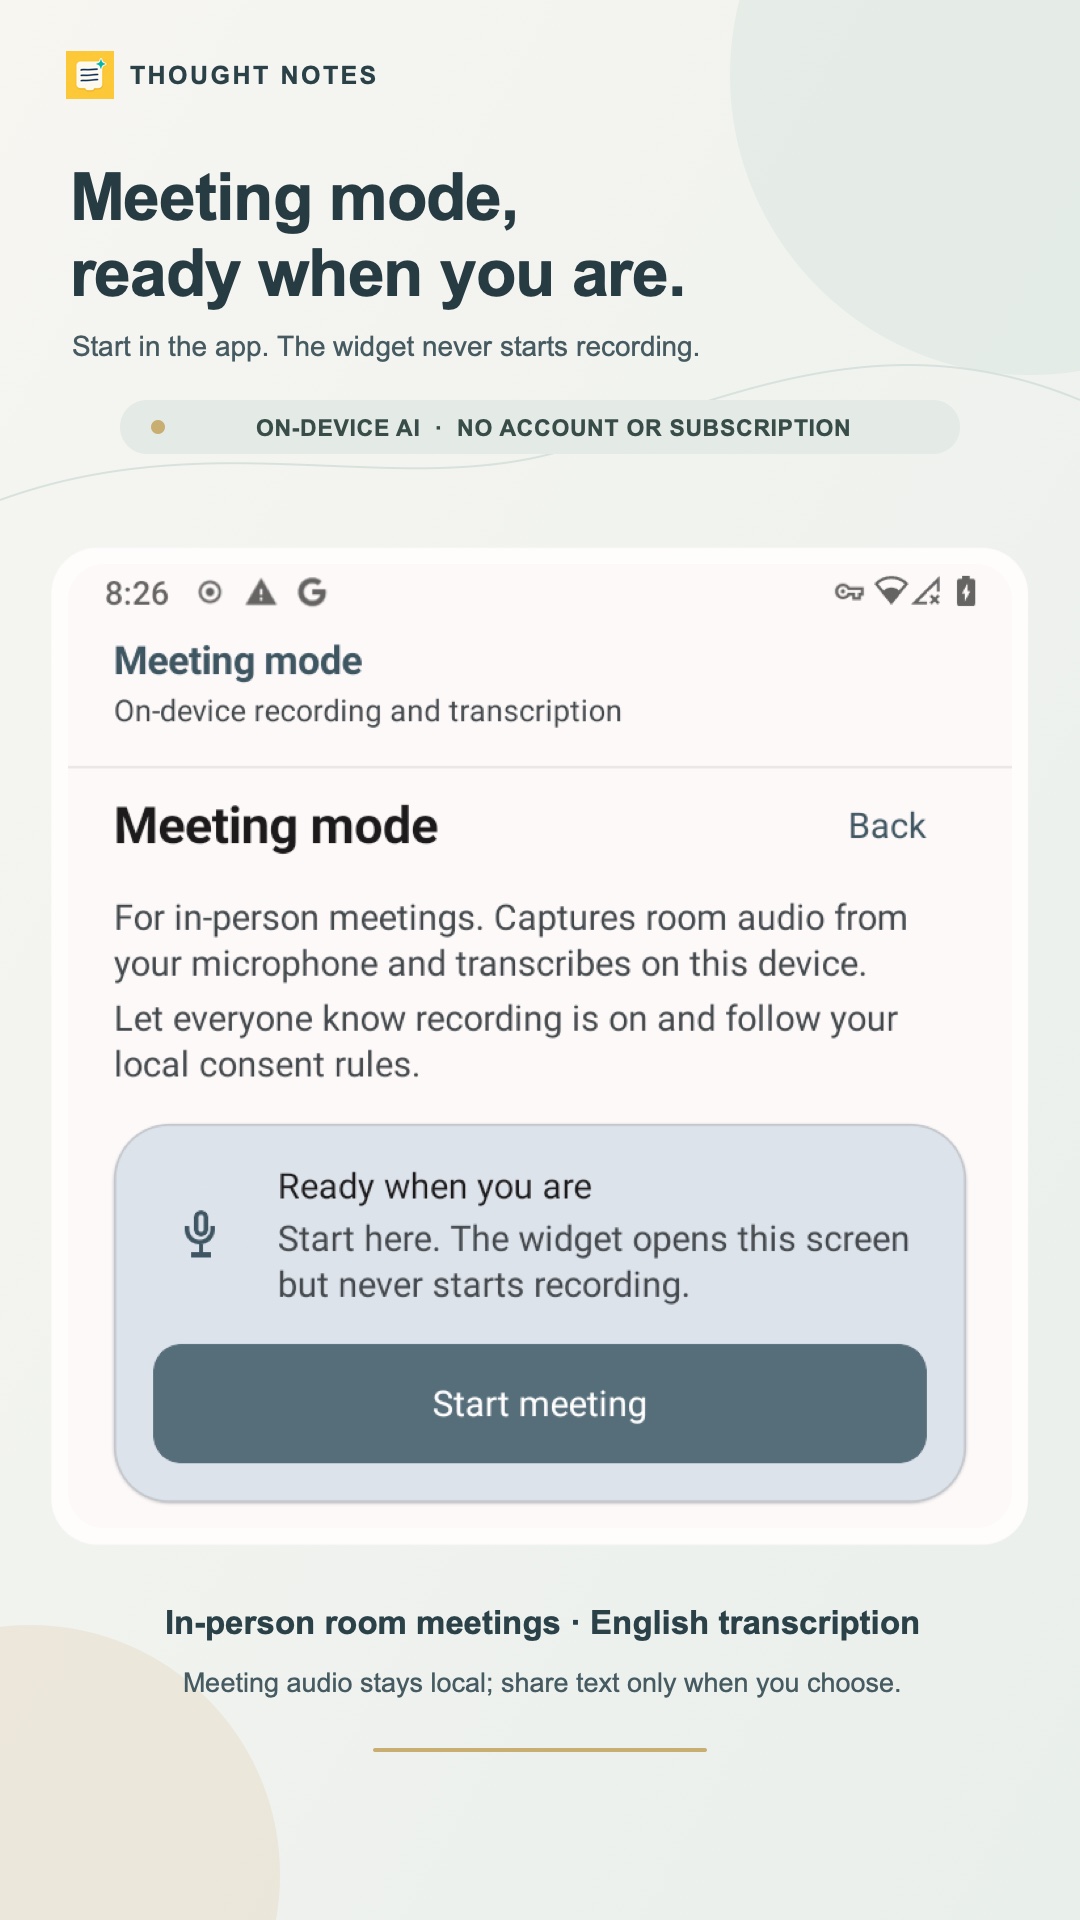 THOUGHT NOTES
Meeting mode,
ready when you are.
Start in the app. The widget never starts recording.
ON-DEVICE AI · NO ACCOUNT OR SUBSCRIPTION
8:26
Meeting mode
On-device recording and transcription
Meeting mode
Back
For in-person meetings. Captures room audio from
your microphone and transcribes on this device.
Let everyone know recording is on and follow your
local consent rules.
Ready when you are
Start here. The widget opens this screen
but never starts recording.
Start meeting
In-person room meetings · English transcription
Meeting audio stays local; share text only when you choose.